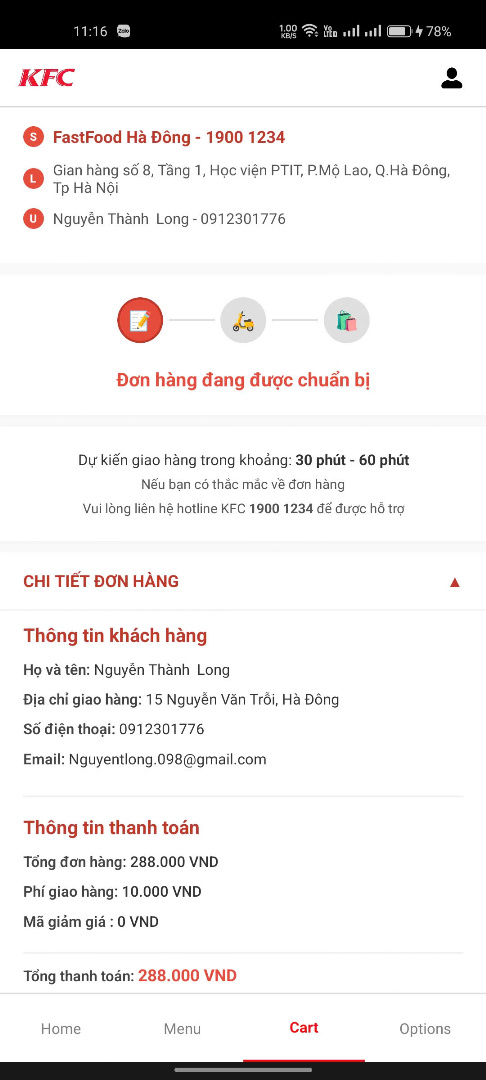 11:16 Zalo 1.00 KB/S Vo LTE 78%
KFC
S FastFood Hà Đông - 1900 1234
L Gian hàng số 8, Tầng 1, Học viện PTIT, P.Mộ Lao, Q.Hà Đông,
Tp Hà Nội
U Nguyễn Thành  Long - 0912301776
Đơn hàng đang được chuẩn bị
Dự kiến giao hàng trong khoảng: 30 phút - 60 phút
Nếu bạn có thắc mắc về đơn hàng
Vui lòng liên hệ hotline KFC 1900 1234 để được hỗ trợ
CHI TIẾT ĐƠN HÀNG ▲
Thông tin khách hàng
Họ và tên: Nguyễn Thành  Long
Địa chỉ giao hàng: 15 Nguyễn Văn Trỗi, Hà Đông
Số điện thoại: 0912301776
Email: Nguyentlong.098@gmail.com
Thông tin thanh toán
Tổng đơn hàng: 288.000 VND
Phí giao hàng: 10.000 VND
Mã giảm giá : 0 VND
Tổng thanh toán: 288.000 VND
Home Menu Cart Options